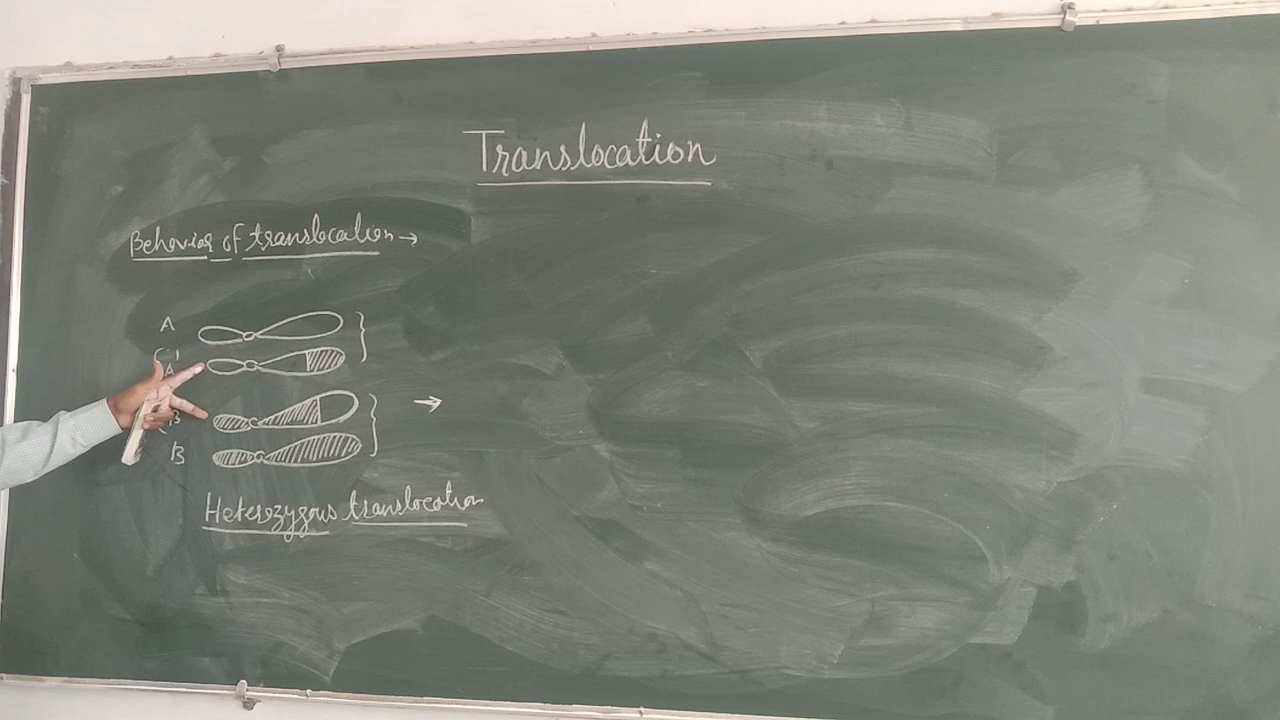 Translocation
Behavior of translocation →
A
A
B
B
→
Heterozygous translocation